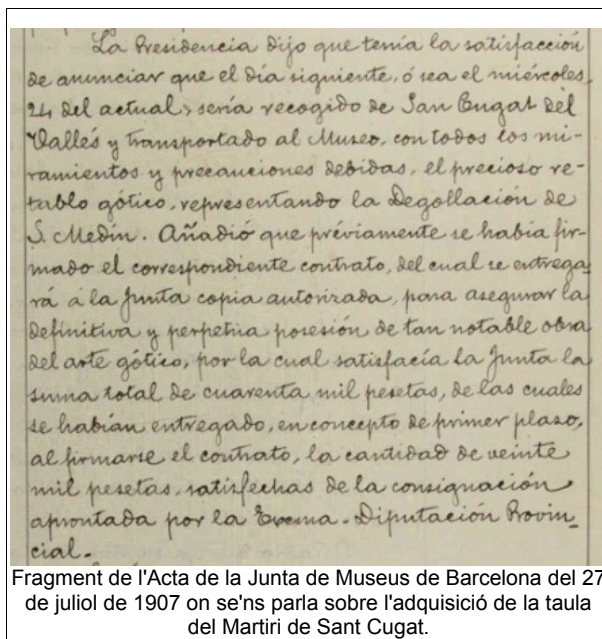 La Presidencia dijo que tenía la satisfacción
de anunciar que el día siguiente, ó sea el miércoles,
24 del actual, sería recogido de San Cugat del
Vallés y transportado al Museo, con todos los mi-
ramientos y precauciones debidas, el precioso re-
tablo gótico, representando la Degollación de
S. Medín. Añadió que préviamente se había fir-
mado el correspondiente contrato, del cual se entrega-
rá á la Junta copia autorizada, para asegurar la
definitiva y perpetua posesión de tan notable obra
del arte gótico, por la cual satisfacía la Junta la
suma total de cuarenta mil pesetas, de las cuales
se habían entregado, en concepto de primer plazo,
al firmarse el contrato, la cantidad de veinte
mil pesetas, satisfechas de la consignación
aprontada por la Excma. Diputación Provin-
cial.-
Fragment de l'Acta de la Junta de Museus de Barcelona del 27
de juliol de 1907 on se'ns parla sobre l'adquisició de la taula
del Martiri de Sant Cugat.